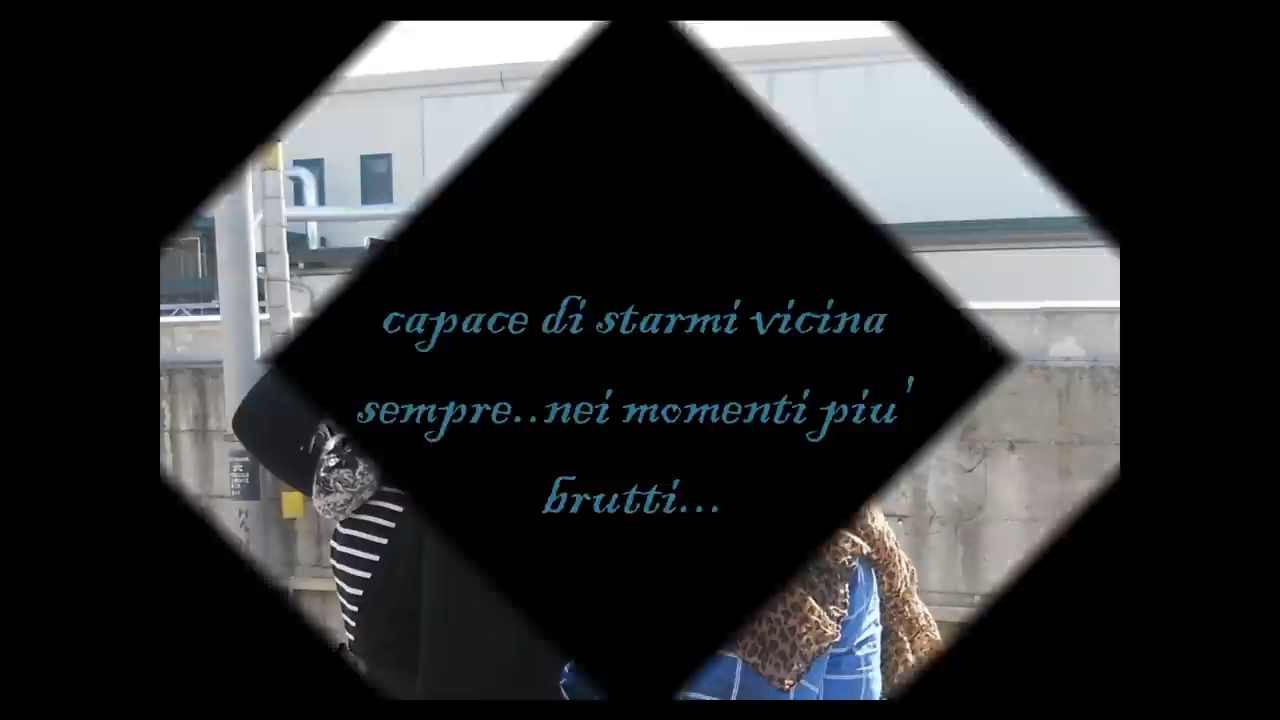 capace di starmi vicina
sempre..nei momenti piu'
brutti...